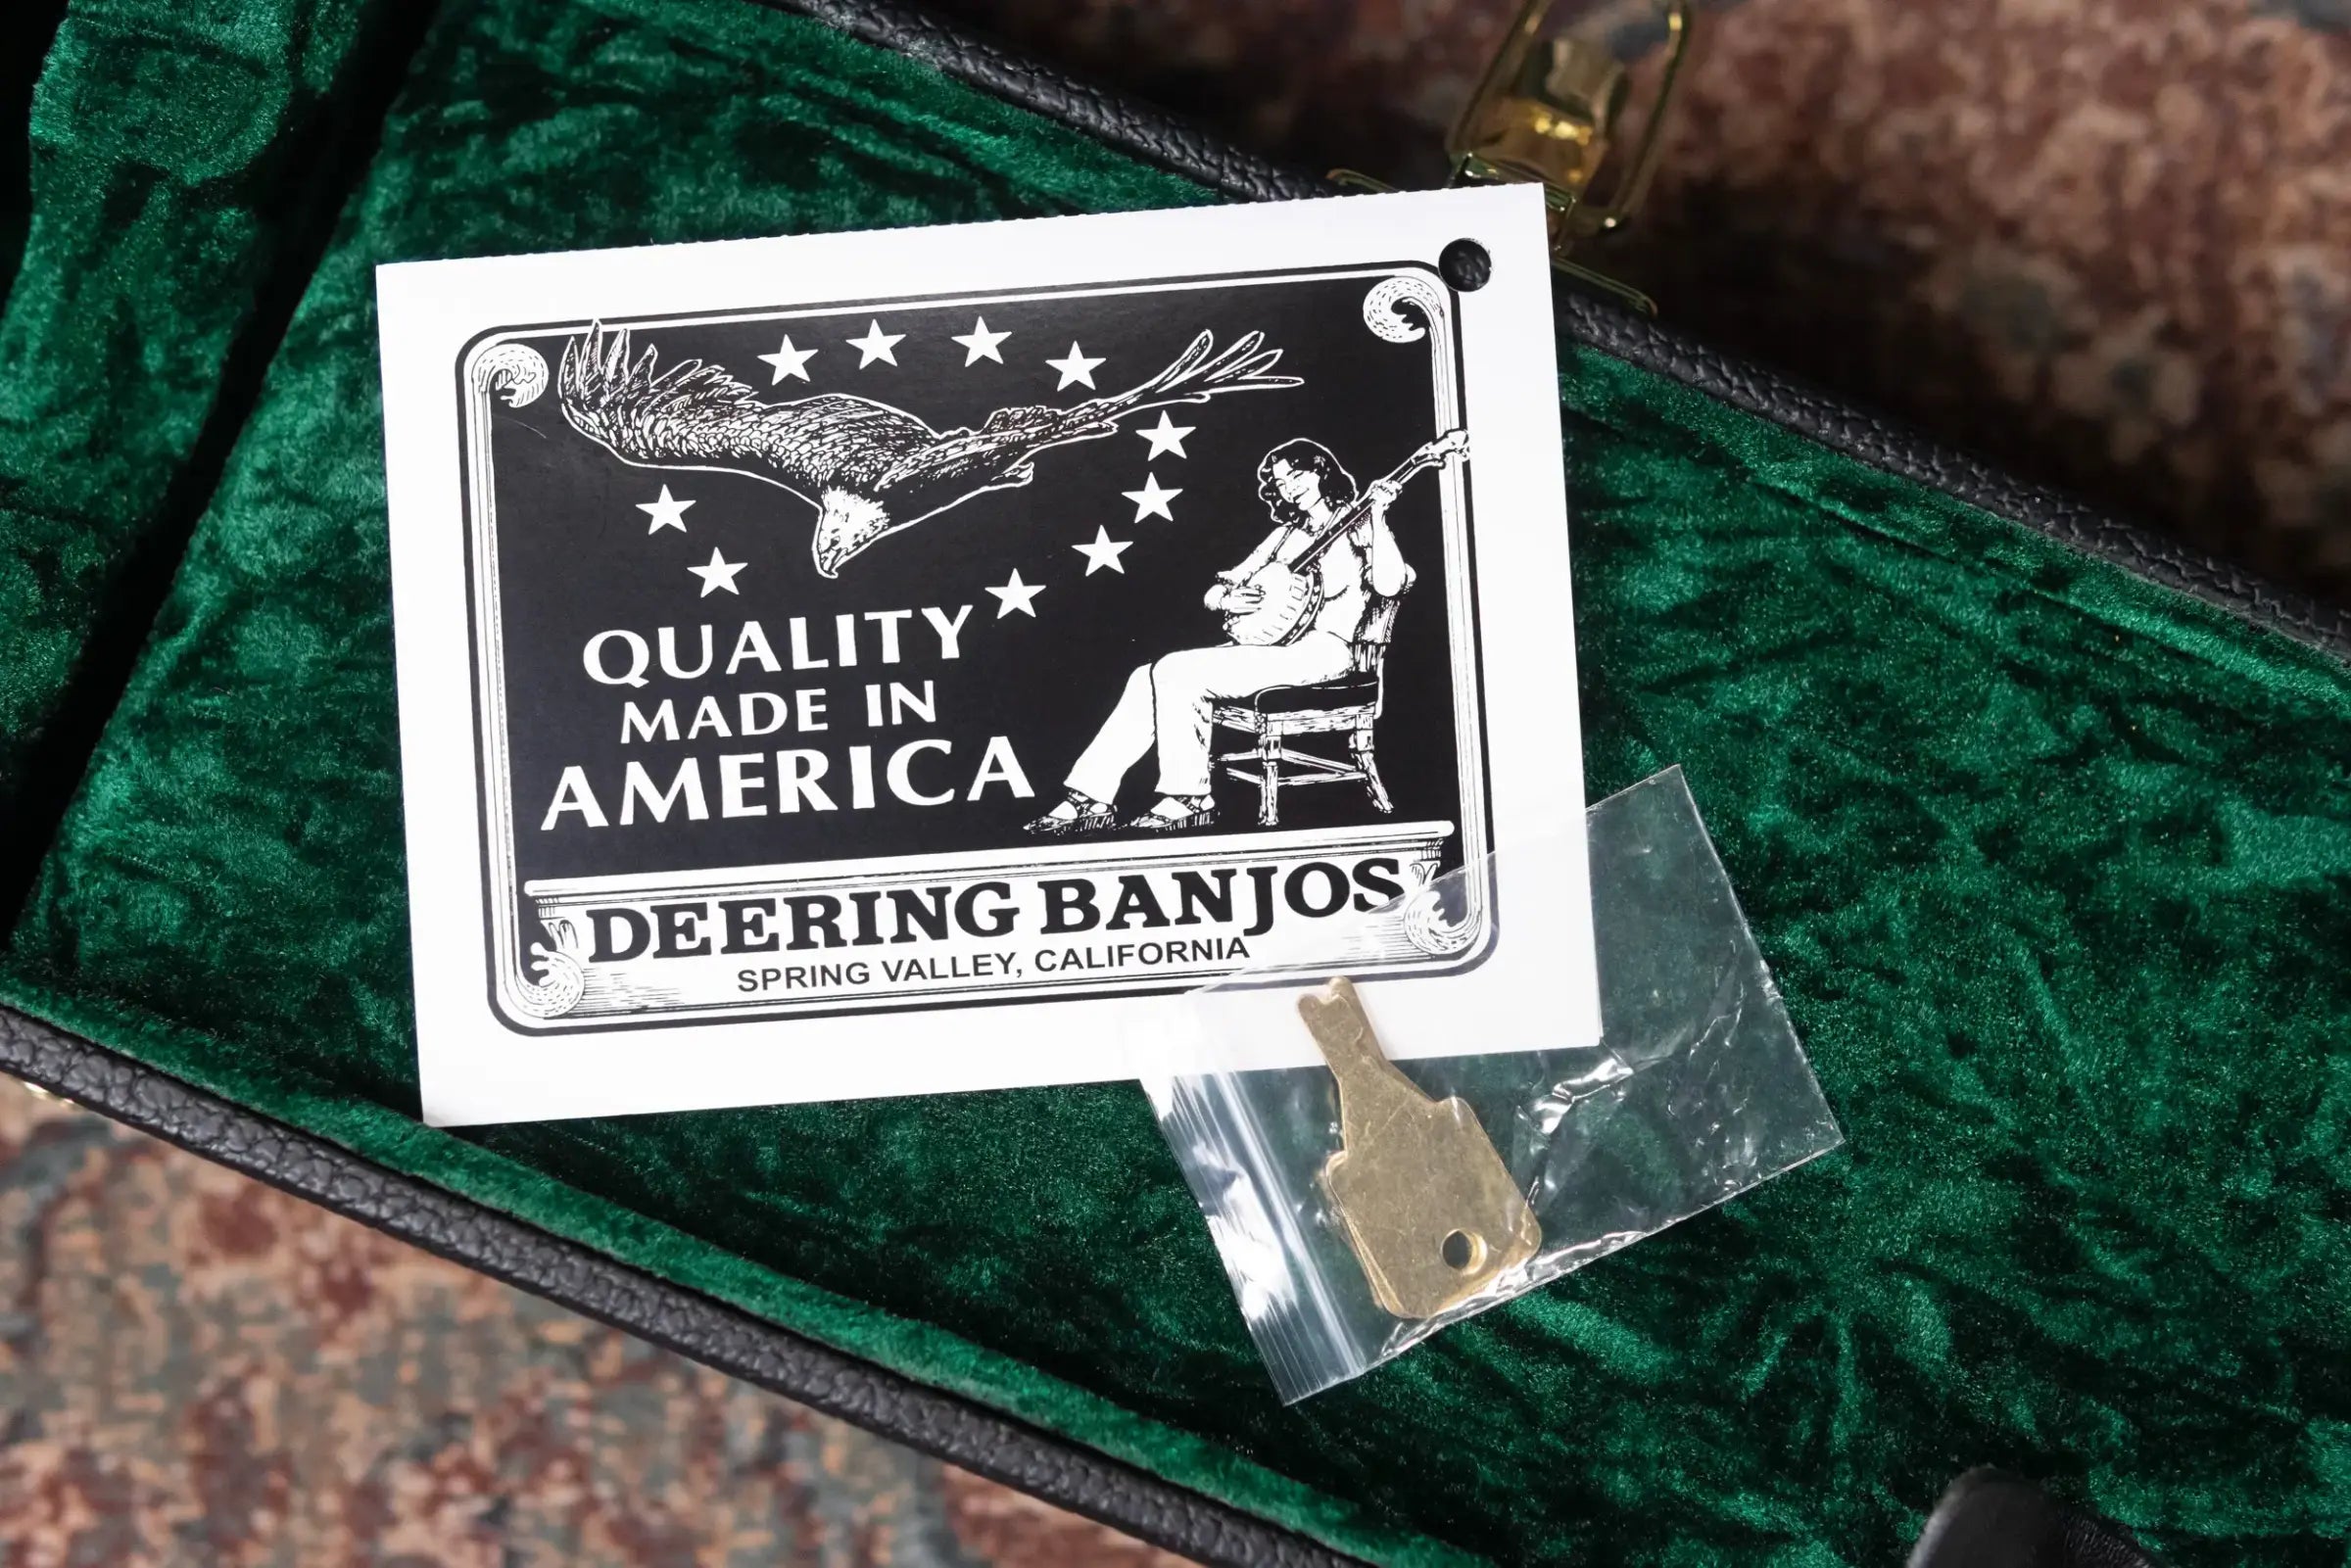 QUALITY
MADE IN
AMERICA
DEERING BANJOS
SPRING VALLEY, CALIFORNIA